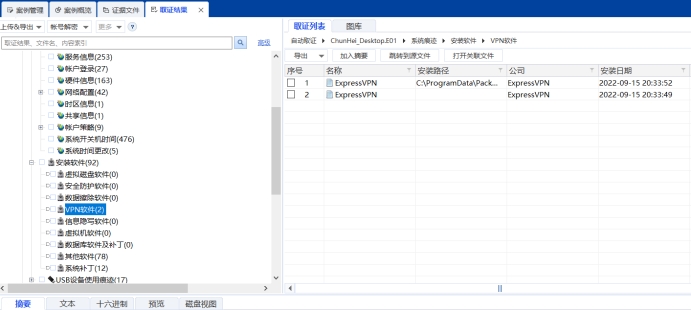 案例管理 案例概览 证据文件 取证结果
上传&导出 帐号解密 更多
取证结果、文件名、内容索引 高级
服务信息(253)
帐户登录(27)
硬件信息(163)
网络配置(42)
时区信息(1)
共享信息(1)
帐户策略(9)
系统开关机时间(476)
系统时间更改(5)
安装软件(92)
虚拟磁盘软件(0)
安全防护软件(0)
数据擦除软件(0)
VPN软件(2)
信息隐写软件(0)
虚拟机软件(0)
数据库软件及补丁(0)
其他软件(78)
系统补丁(12)
USB设备使用痕迹(17)
取证列表 图库
自动取证 ChunHei_Desktop.E01 系统痕迹 安装软件 VPN软件
导出 加入摘要 跳转到源文件 打开关联文件
序号 名称 安装路径 公司 安装日期
1 ExpressVPN C:\ProgramData\Pack... ExpressVPN 2022-09-15 20:33:52
2 ExpressVPN ExpressVPN 2022-09-15 20:33:49
摘要 文本 十六进制 预览 磁盘视图